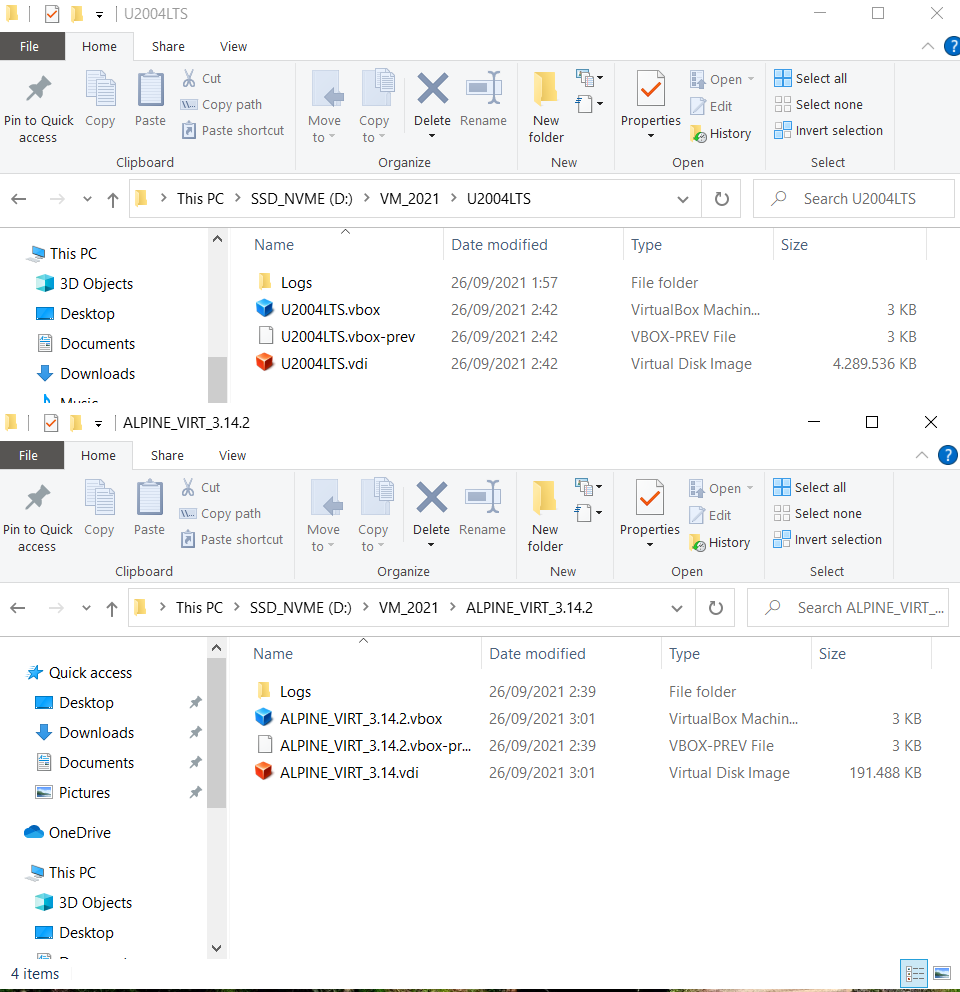 U2004LTS
File Home Share View
Pin to Quick access
Copy
Paste
Cut
Copy path
Paste shortcut
Clipboard
Move to
Copy to
Delete
Rename
Organize
New folder
New
Properties
Open
Edit
History
Open
Select all
Select none
Invert selection
Select
This PC SSD_NVME (D:) VM_2021 U2004LTS
Search U2004LTS
This PC
3D Objects
Desktop
Documents
Downloads
Music
Name Date modified Type Size
Logs 26/09/2021 1:57 File folder
U2004LTS.vbox 26/09/2021 2:42 VirtualBox Machin... 3 KB
U2004LTS.vbox-prev 26/09/2021 2:42 VBOX-PREV File 3 KB
U2004LTS.vdi 26/09/2021 2:42 Virtual Disk Image 4.289.536 KB
ALPINE_VIRT_3.14.2
File Home Share View
Pin to Quick access
Copy
Paste
Cut
Copy path
Paste shortcut
Clipboard
Move to
Copy to
Delete
Rename
Organize
New folder
New
Properties
Open
Edit
History
Open
Select all
Select none
Invert selection
Select
This PC SSD_NVME (D:) VM_2021 ALPINE_VIRT_3.14.2
Search ALPINE_VIRT_...
Quick access
Desktop
Downloads
Documents
Pictures
OneDrive
This PC
3D Objects
Desktop
Name Date modified Type Size
Logs 26/09/2021 2:39 File folder
ALPINE_VIRT_3.14.2.vbox 26/09/2021 3:01 VirtualBox Machin... 3 KB
ALPINE_VIRT_3.14.2.vbox-pr... 26/09/2021 2:39 VBOX-PREV File 3 KB
ALPINE_VIRT_3.14.vdi 26/09/2021 3:01 Virtual Disk Image 191.488 KB
4 items